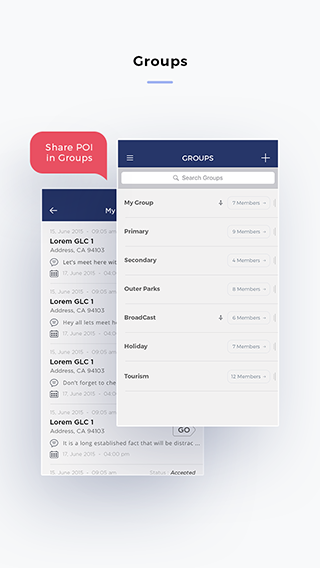 Groups
Share POI
in Groups
GROUPS
Search Groups
My Group 7 Members
Primary 9 Members
Secondary 4 Members
Outer Parks 8 Members
BroadCast 6 Members
Holiday 7 Members
Tourism 12 Members
My
15. June 2015 - 09:05 am
Lorem GLC 1
Address, CA 94103
Let's meet here
17. June 2015 - 04:00
15. June 2015 - 09:05
Lorem GLC 1
Address, CA 94103
Hey all lets meet
17. June 2015 - 04:00
15. June 2015 - 09:05
Lorem GLC 1
Address, CA 94103
Don't forget to
17. June 2015 - 04:00
15. June 2015 - 09:05
Lorem GLC 1
Address, CA 94103
GO
It is a long established fact that will be distrac ...
17. June 2015 - 04:00 pm
15. June 2015 - 09:05 am Status: Accepted
Lorem GLC 1